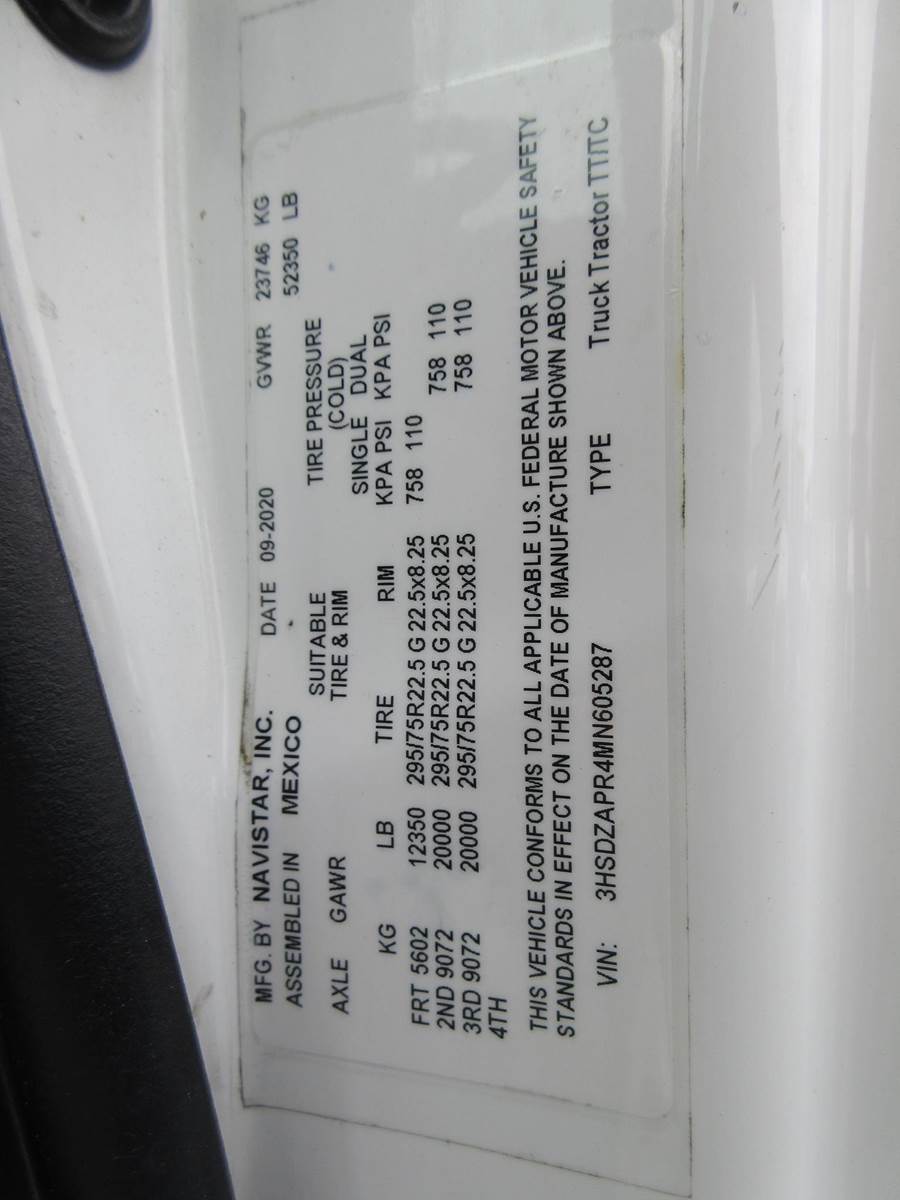 MFG. BY NAVISTAR, INC. DATE 09-2020 GVWR 23746 KG
ASSEMBLED IN MEXICO 52350 LB
SUITABLE TIRE PRESSURE
AXLE GAWR TIRE & RIM (COLD)
SINGLE DUAL
KG LB TIRE RIM KPA PSI KPA PSI
FRT 5602 12350 295/75R22.5 G 22.5x8.25 758 110
2ND 9072 20000 295/75R22.5 G 22.5x8.25 758 110
3RD 9072 20000 295/75R22.5 G 22.5x8.25 758 110
4TH
THIS VEHICLE CONFORMS TO ALL APPLICABLE U.S. FEDERAL MOTOR VEHICLE SAFETY
STANDARDS IN EFFECT ON THE DATE OF MANUFACTURE SHOWN ABOVE.
VIN: 3HSDZAPR4MN605287 TYPE Truck Tractor TT/TC